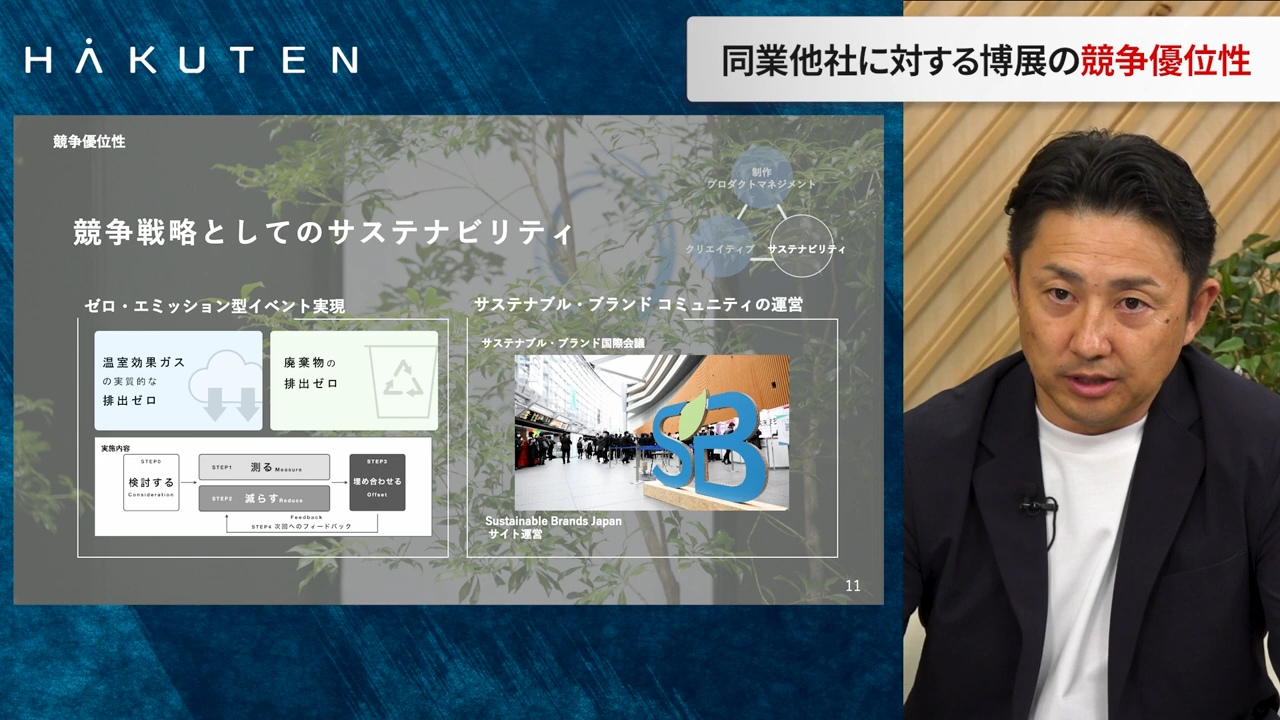 HAKUTEN
同業他社に対する博展の競争優位性
競争優位性
制作
プロダクトマネジメント
クリエイティブ
サステナビリティ
競争戦略としてのサステナビリティ
ゼロ・エミッション型イベント実現
温室効果ガス
の実質的な
排出ゼロ
廃棄物の
排出ゼロ
実施内容
STEP0
検討する
Consideration
STEP1 測る Measure
STEP2 減らす Reduce
STEP3
埋め合わせる
Offset
Feedback
STEP4 次回へのフィードバック
サステナブル・ブランド コミュニティの運営
サステナブル・ブランド国際会議
SB
Sustainable Brands Japan
サイト運営
11